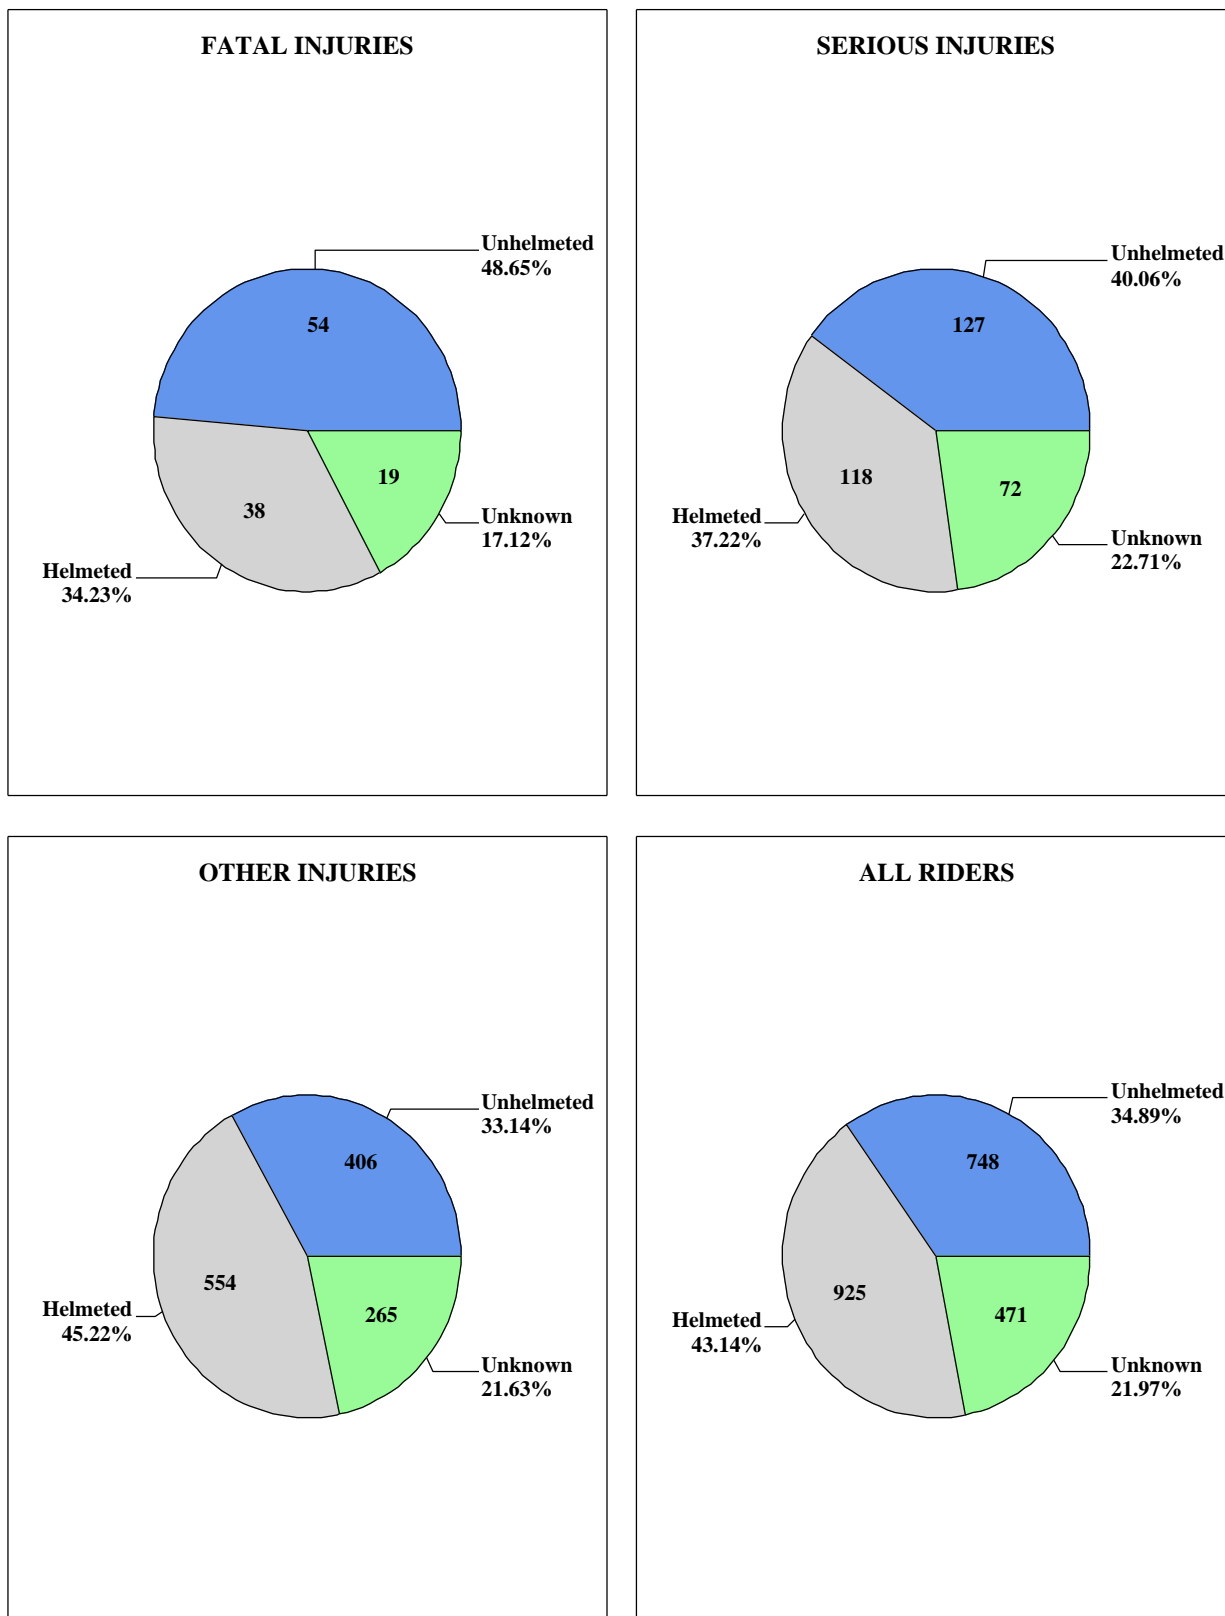 FATAL INJURIES
Unhelmeted
48.65%
54
19
38
Unknown
17.12%
Helmeted
34.23%
SERIOUS INJURIES
Unhelmeted
40.06%
127
118
72
Helmeted
37.22%
Unknown
22.71%
OTHER INJURIES
Unhelmeted
33.14%
406
554
265
Helmeted
45.22%
Unknown
21.63%
ALL RIDERS
Unhelmeted
34.89%
748
925
471
Helmeted
43.14%
Unknown
21.97%